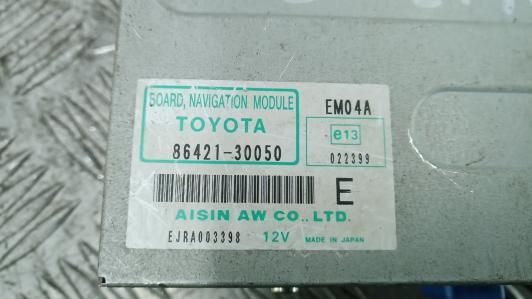 BOARD, NAVIGATION MODULE
TOYOTA
86421-30050
EM04A
e13
022399
E
AISIN AW CO., LTD.
EJRA003398 12V MADE IN JAPAN